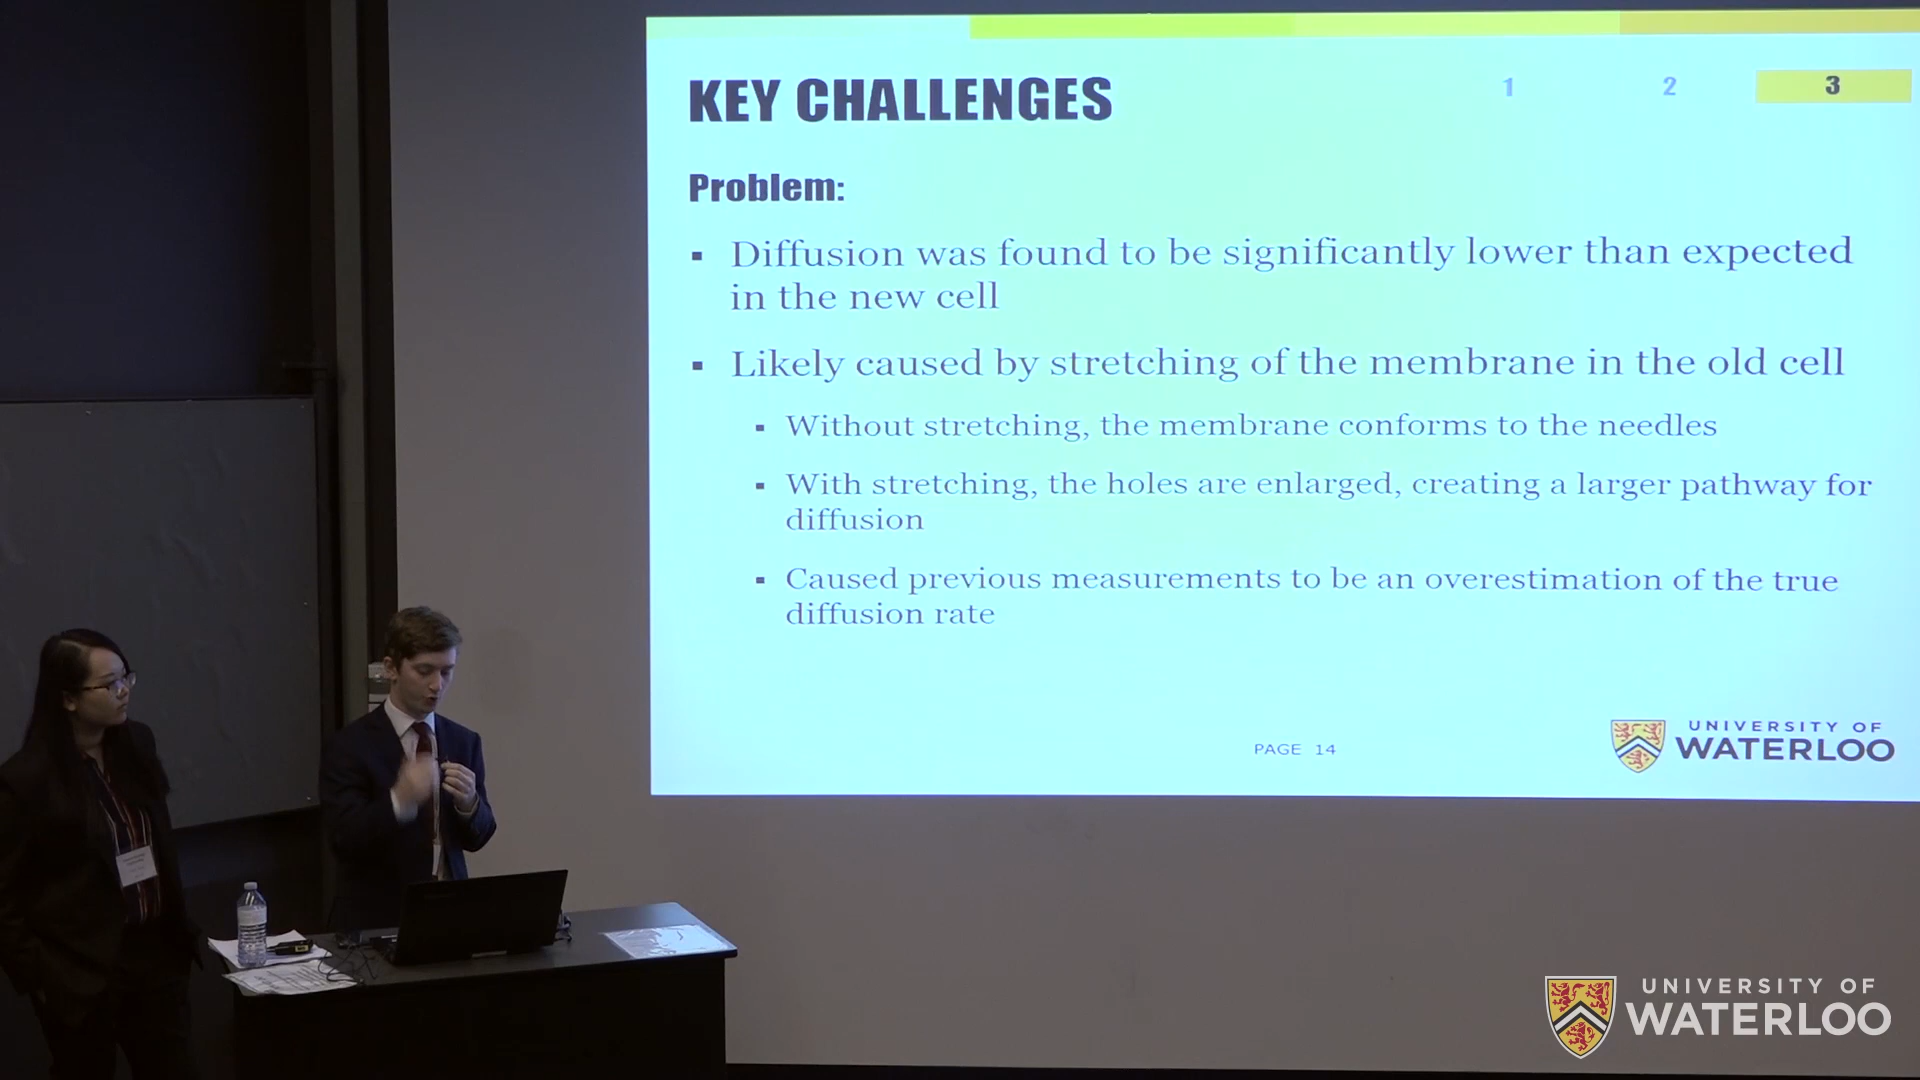 KEY CHALLENGES
1 2 3
Problem:
▪ Diffusion was found to be significantly lower than expected
in the new cell
▪ Likely caused by stretching of the membrane in the old cell
▪ Without stretching, the membrane conforms to the needles
▪ With stretching, the holes are enlarged, creating a larger pathway for
diffusion
▪ Caused previous measurements to be an overestimation of the true
diffusion rate
PAGE 14
UNIVERSITY OF
WATERLOO
UNIVERSITY OF
WATERLOO